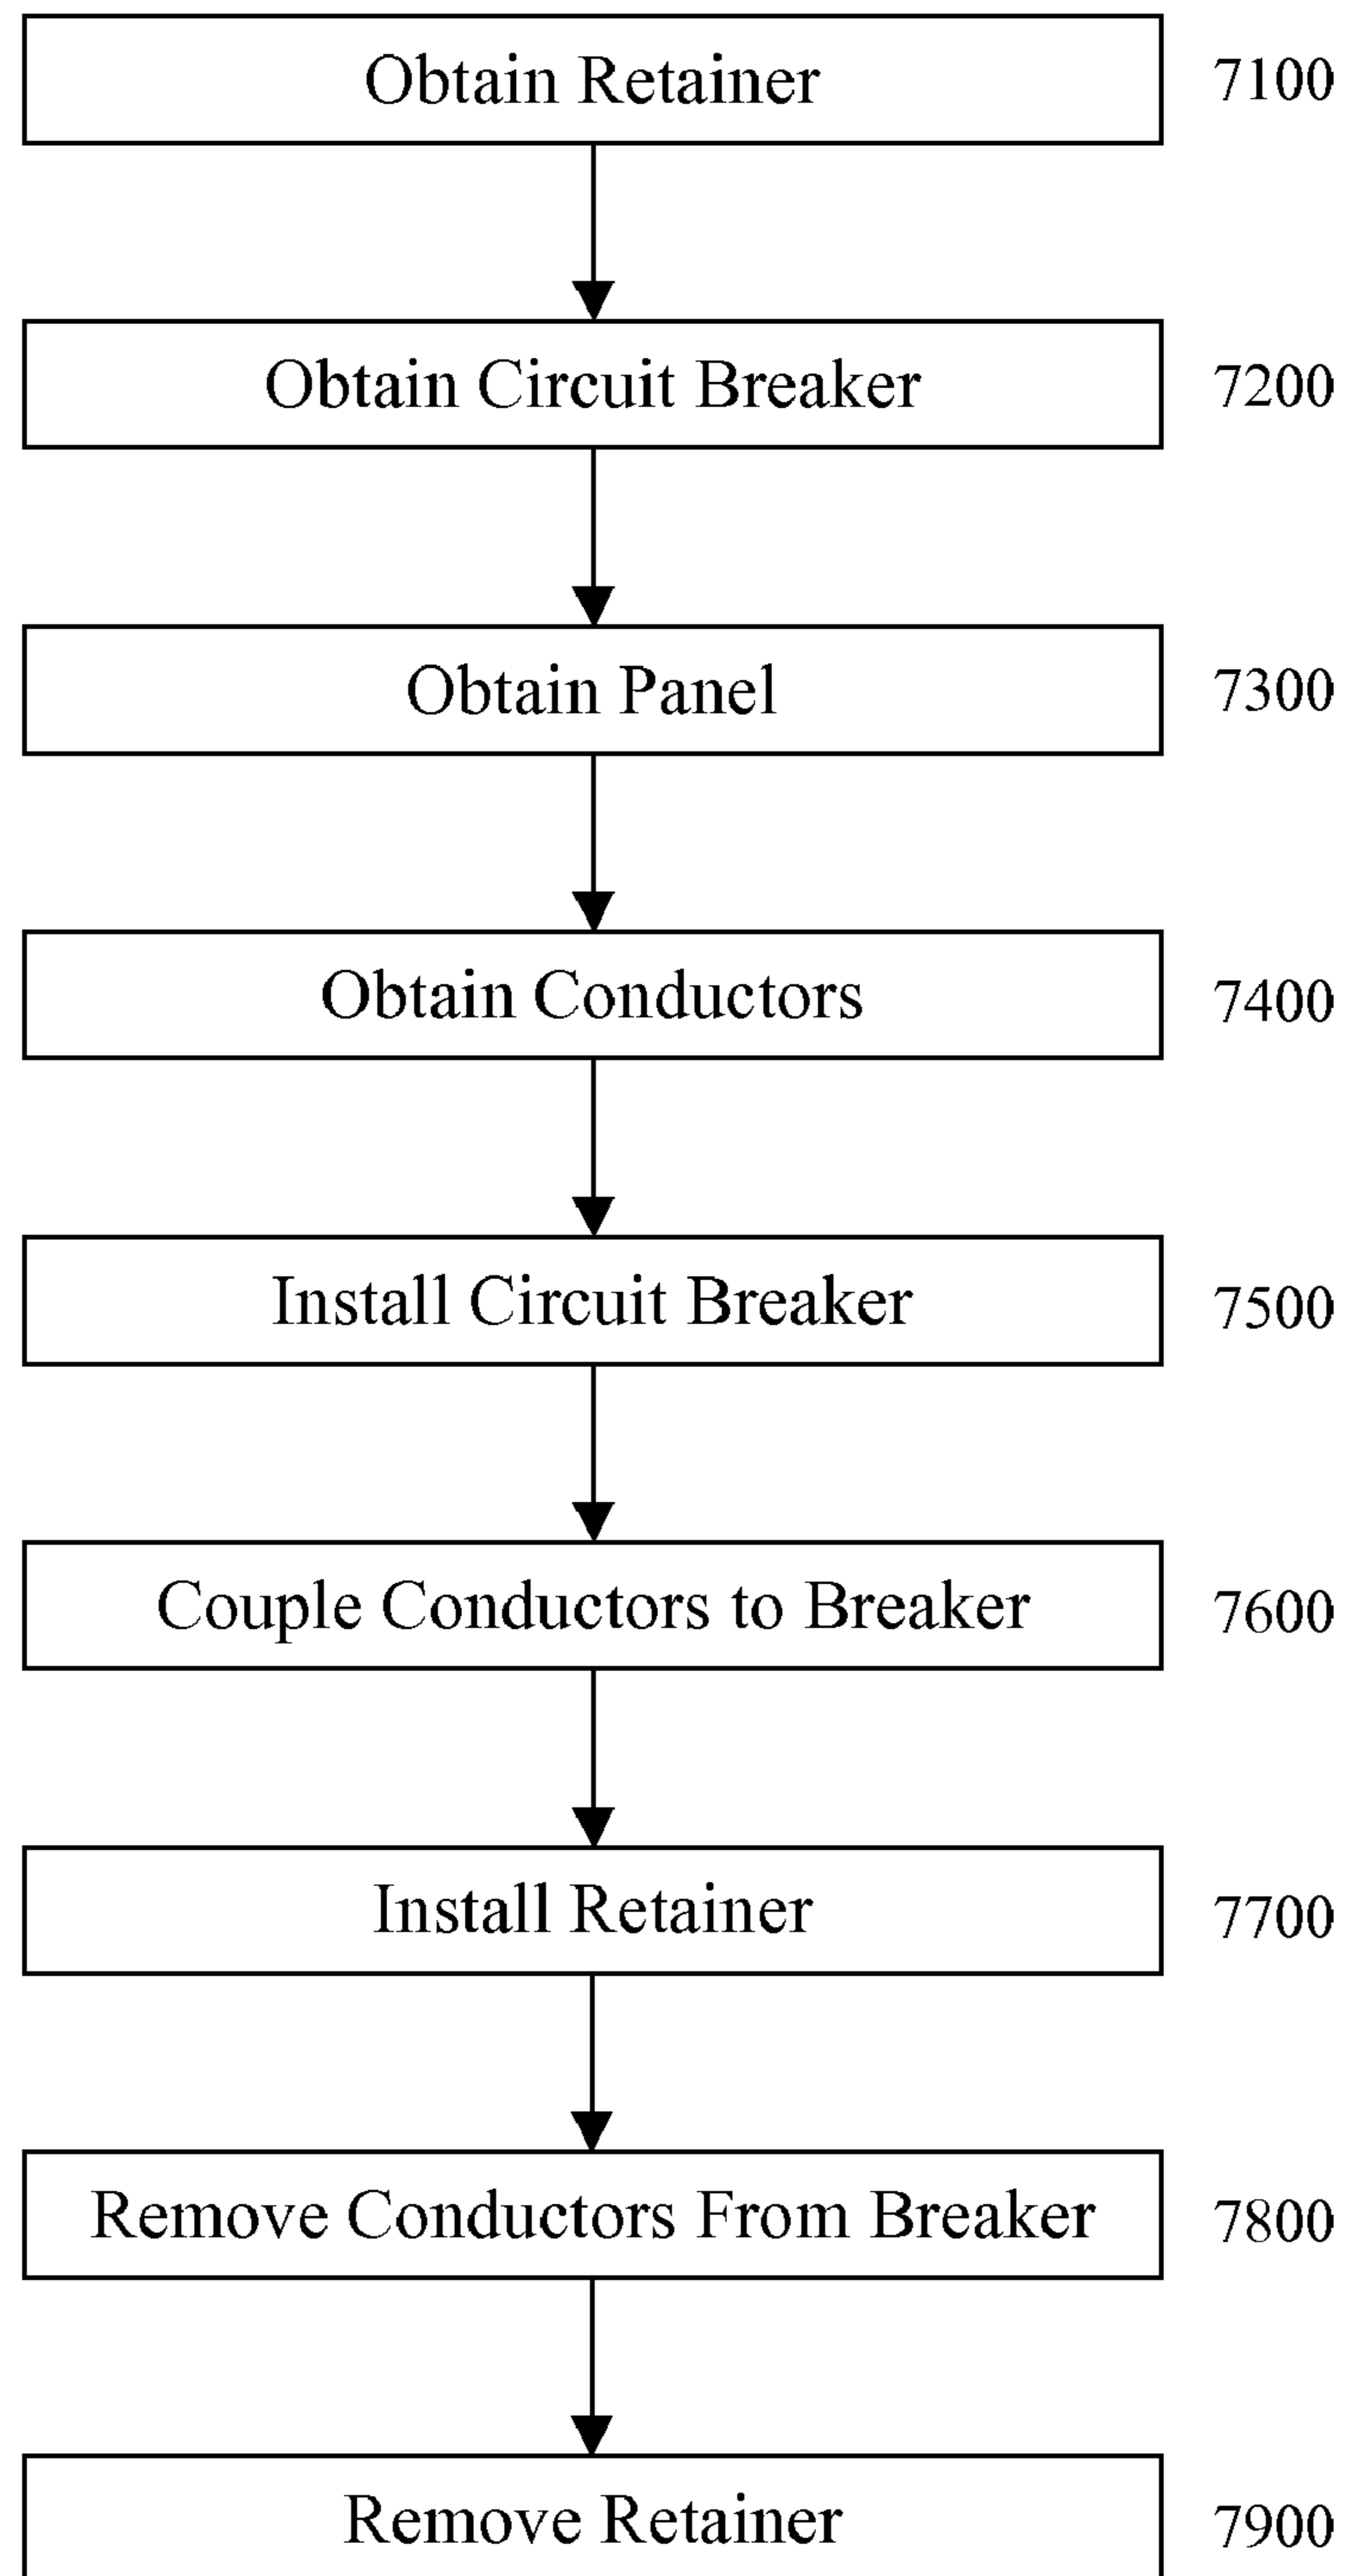 Obtain Retainer 7100
Obtain Circuit Breaker 7200
Obtain Panel 7300
Obtain Conductors 7400
Install Circuit Breaker 7500
Couple Conductors to Breaker 7600
Install Retainer 7700
Remove Conductors From Breaker 7800
Remove Retainer 7900